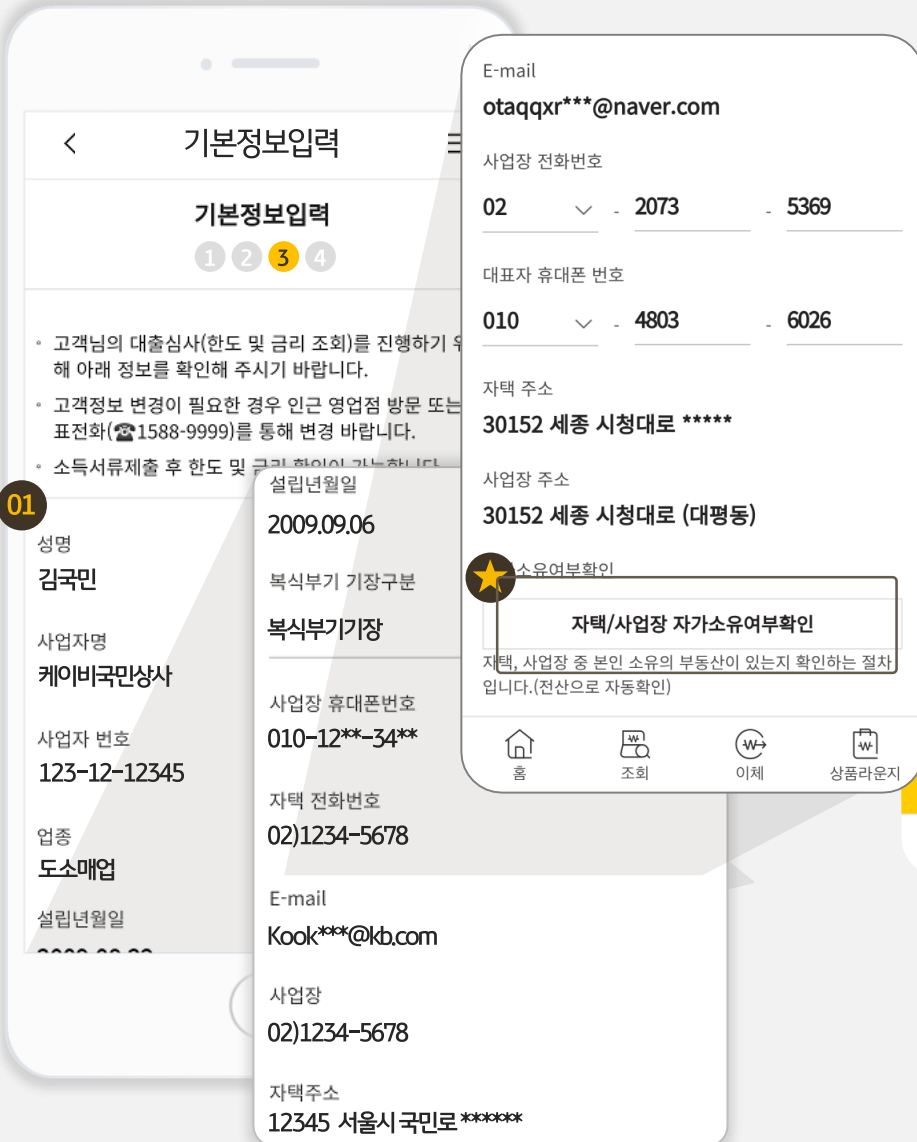 기본정보입력
기본정보입력
1 2 3 4
고객님의 대출심사(한도 및 금리 조회)를 진행하기
해 아래 정보를 확인해 주시기 바랍니다.
고객정보 변경이 필요한 경우 인근 영업점 방문 또는
표전화(☎1588-9999)를 통해 변경 바랍니다.
소득서류제출 후 한도 및
01
성명
김국민
사업자명
케이비국민상사
사업자 번호
123-12-12345
업종
도소매업
설립년월일
설립년월일
2009.09.06
복식부기 기장구분
복식부기기장
사업장 휴대폰번호
010-12**-34**
자택 전화번호
02)1234-5678
E-mail
Kook***@kb.com
사업장
02)1234-5678
자택주소
12345 서울시 국민로 ******
E-mail
otaqqxr***@naver.com
사업장 전화번호
02 - 2073 - 5369
대표자 휴대폰 번호
010 - 4803 - 6026
자택 주소
30152 세종 시청대로 *****
사업장 주소
30152 세종 시청대로 (대평동)
소유여부확인
자택/사업장 자가소유여부확인
자택, 사업장 중 본인 소유의 부동산이 있는지 확인하는 절차
입니다.(전산으로 자동확인)
홈 조회 이체 상품라운지